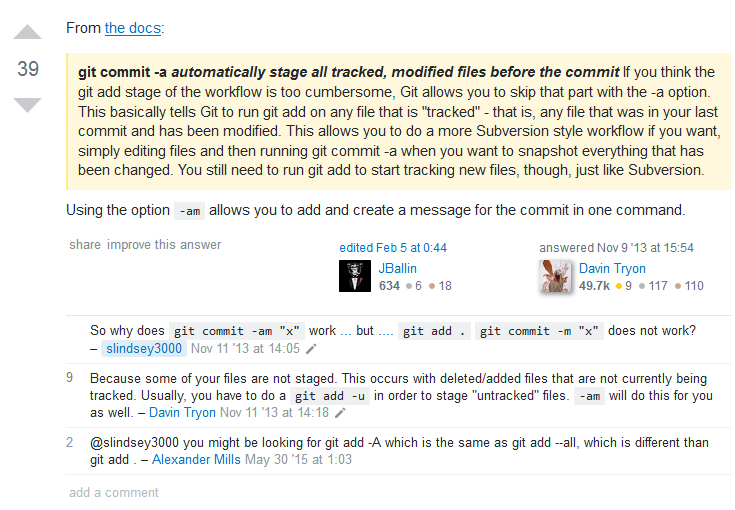 From the docs:
39
git commit -a automatically stage all tracked, modified files before the commit If you think the
git add stage of the workflow is too cumbersome, Git allows you to skip that part with the -a option.
This basically tells Git to run git add on any file that is "tracked" - that is, any file that was in your last
commit and has been modified. This allows you to do a more Subversion style workflow if you want,
simply editing files and then running git commit -a when you want to snapshot everything that has
been changed. You still need to run git add to start tracking new files, though, just like Subversion.
Using the option -am allows you to add and create a message for the commit in one command.
share improve this answer
edited Feb 5 at 0:44
JBallin
634 ● 6 ● 18
answered Nov 9 '13 at 15:54
Davin Tryon
49.7k ● 9 ● 117 ● 110
So why does git commit -am "x" work ... but .... git add . git commit -m "x" does not work?
– slindsey3000 Nov 11 '13 at 14:05
9 Because some of your files are not staged. This occurs with deleted/added files that are not currently being
tracked. Usually, you have to do a git add -u in order to stage "untracked" files. -am will do this for you
as well. – Davin Tryon Nov 11 '13 at 14:18
2 @slindsey3000 you might be looking for git add -A which is the same as git add --all, which is different than
git add . – Alexander Mills May 30 '15 at 1:03
add a comment